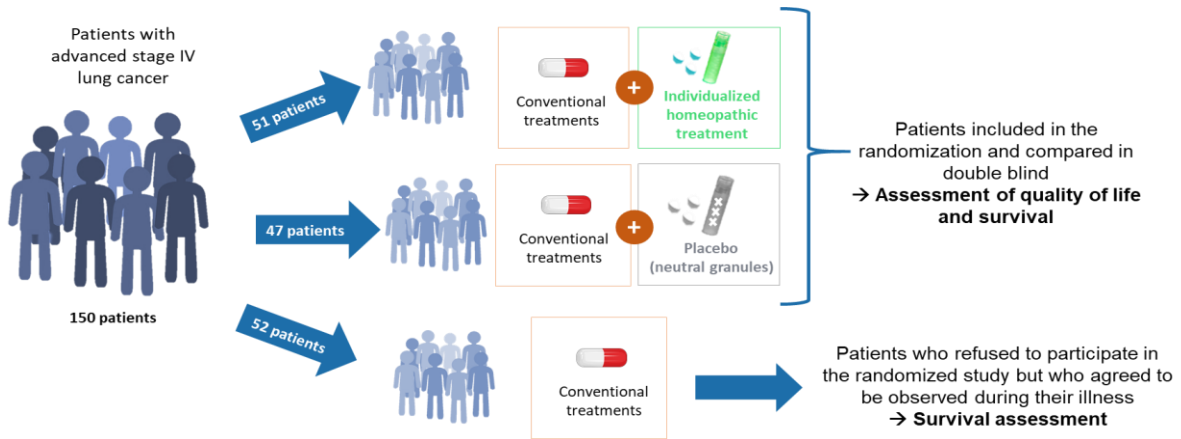 Patients with
advanced stage IV
lung cancer
150 patients
51 patients
Conventional
treatments
+
Individualized
homeopathic
treatment
47 patients
Conventional
treatments
+
Placebo
(neutral granules)
Patients included in the
randomization and compared in
double blind
→ Assessment of quality of life
and survival
52 patients
Conventional
treatments
Patients who refused to participate in
the randomized study but who agreed to
be observed during their illness
→ Survival assessment